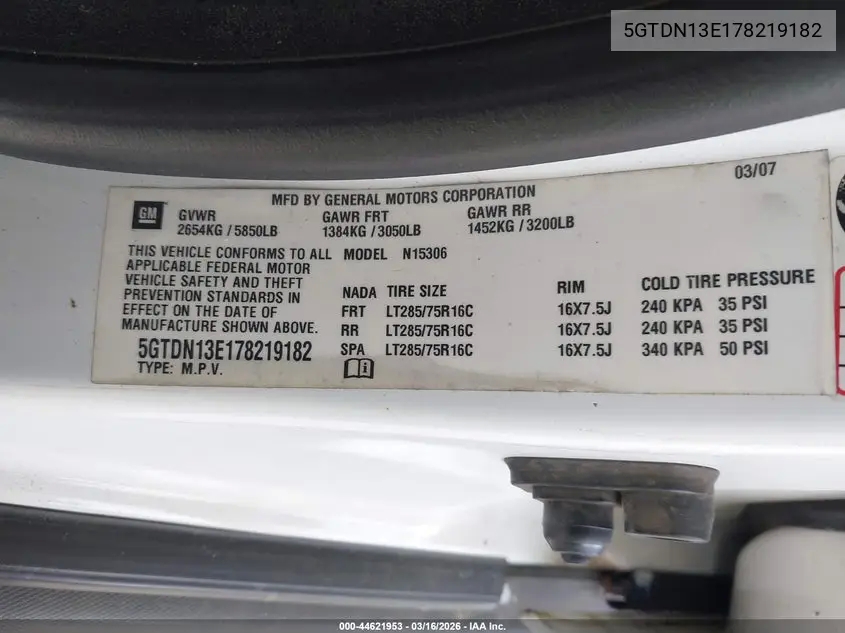 5GTDN13E178219182
03/07
MFD BY GENERAL MOTORS CORPORATION
GM
GVWR GAWR FRT GAWR RR
2654KG / 5850LB 1384KG / 3050LB 1452KG / 3200LB
THIS VEHICLE CONFORMS TO ALL MODEL N15306
APPLICABLE FEDERAL MOTOR
VEHICLE SAFETY AND THEFT
PREVENTION STANDARDS IN
EFFECT ON THE DATE OF
MANUFACTURE SHOWN ABOVE.
NADA TIRE SIZE RIM COLD TIRE PRESSURE
FRT LT285/75R16C 16X7.5J 240 KPA 35 PSI
RR LT285/75R16C 16X7.5J 240 KPA 35 PSI
SPA LT285/75R16C 16X7.5J 340 KPA 50 PSI
5GTDN13E178219182
TYPE: M.P.V.
000-44621953 - 03/16/2026 - IAA Inc.